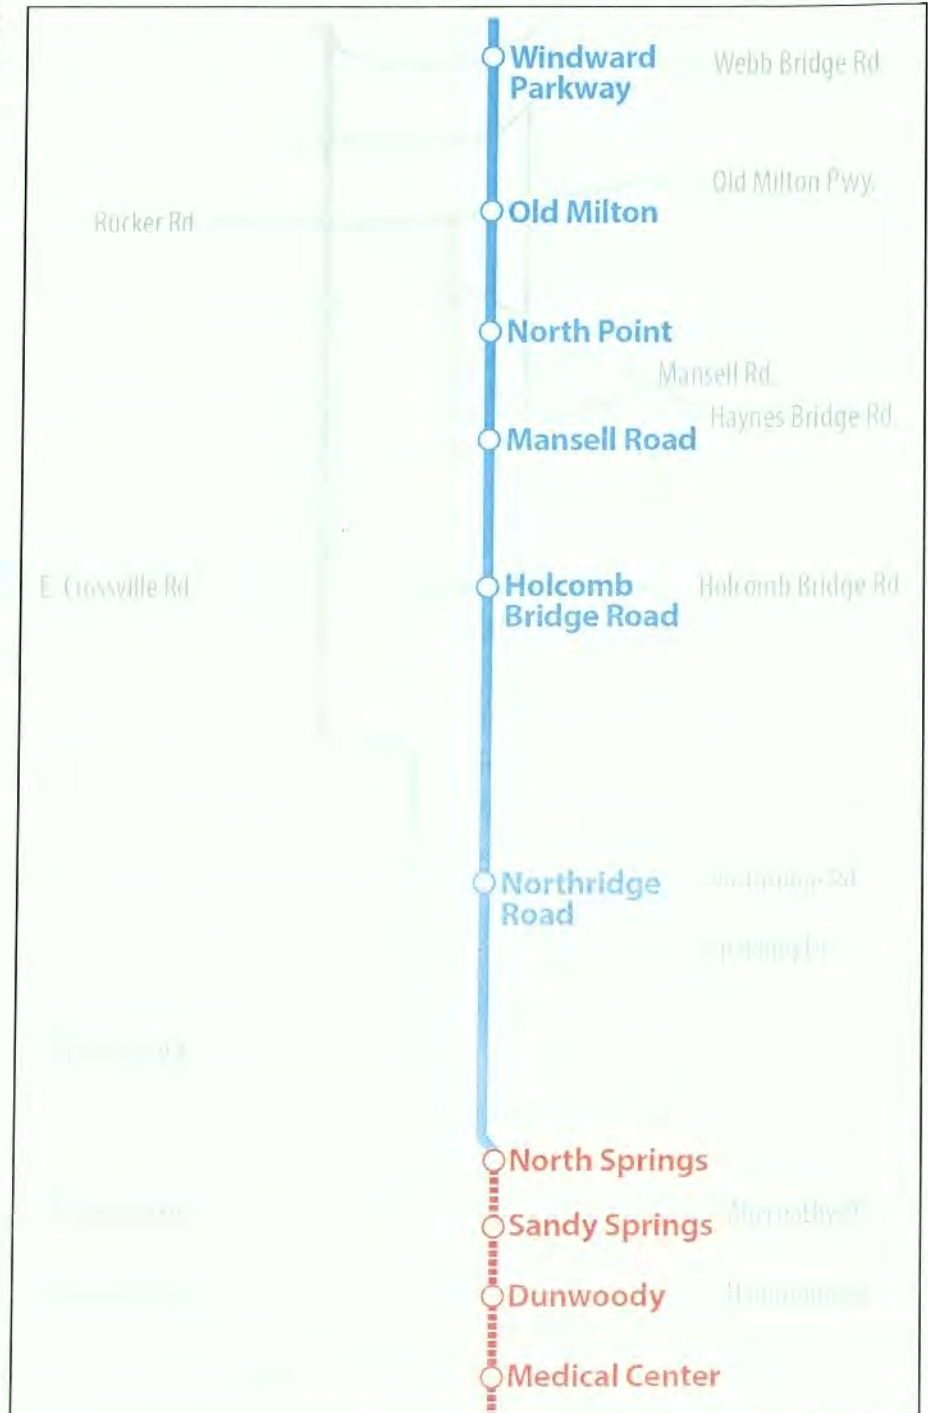 Windward
Parkway
Webb Bridge Rd.
Old Milton Pwy.
Old Milton
Rucker Rd.
North Point
Mansell Rd.
Haynes Bridge Rd.
Mansell Road
E. Crossville Rd.
Holcomb
Bridge Road
Holcomb Bridge Rd.
Northridge
Road
North Springs
Sandy Springs
Dunwoody
Medical Center